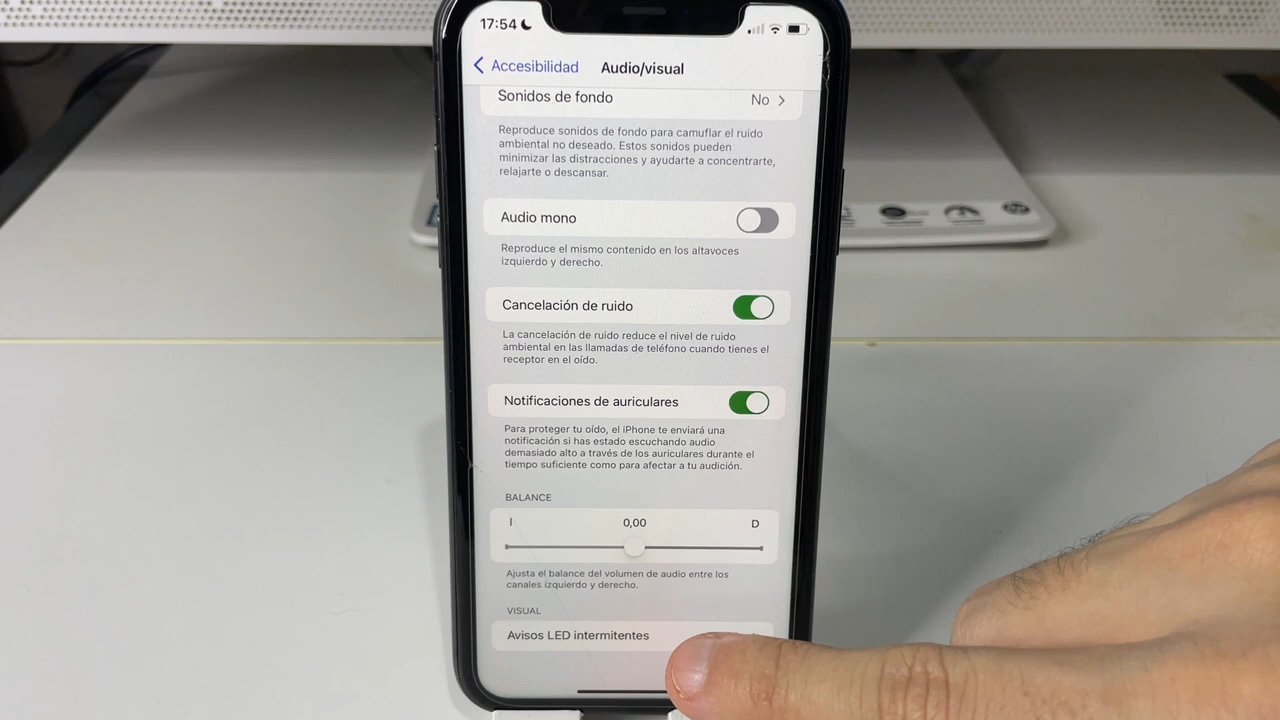 17:54
Accesibilidad Audio/visual
Sonidos de fondo No
Reproduce sonidos de fondo para camuflar el ruido
ambiental no deseado. Estos sonidos pueden
minimizar las distracciones y ayudarte a concentrarte,
relajarte o descansar.
Audio mono
Reproduce el mismo contenido en los altavoces
izquierdo y derecho.
Cancelación de ruido
La cancelación de ruido reduce el nivel de ruido
ambiental en las llamadas de teléfono cuando tienes el
receptor en el oído.
Notificaciones de auriculares
Para proteger tu oído, el iPhone te enviará una
notificación si has estado escuchando audio
demasiado alto a través de los auriculares durante el
tiempo suficiente como para afectar a tu audición.
BALANCE
I 0,00 D
Ajusta el balance del volumen de audio entre los
canales izquierdo y derecho.
VISUAL
Avisos LED intermitentes